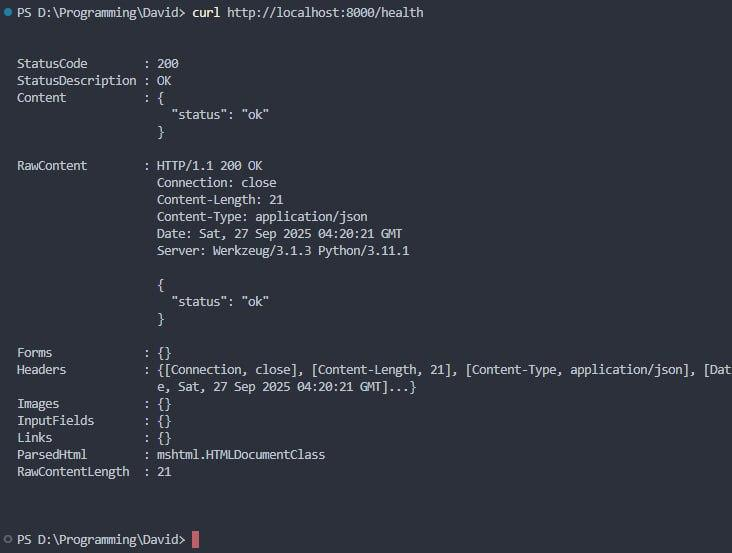 PS D:\Programming\David> curl http://localhost:8000/health
StatusCode        : 200
StatusDescription : OK
Content           : {
                      "status": "ok"
                    }
RawContent        : HTTP/1.1 200 OK
                    Connection: close
                    Content-Length: 21
                    Content-Type: application/json
                    Date: Sat, 27 Sep 2025 04:20:21 GMT
                    Server: Werkzeug/3.1.3 Python/3.11.1
                    {
                      "status": "ok"
                    }
Forms             : {}
Headers           : {[Connection, close], [Content-Length, 21], [Content-Type, application/json], [Dat
                    e, Sat, 27 Sep 2025 04:20:21 GMT]...}
Images            : {}
InputFields       : {}
Links             : {}
ParsedHtml        : mshtml.HTMLDocumentClass
RawContentLength  : 21
PS D:\Programming\David>